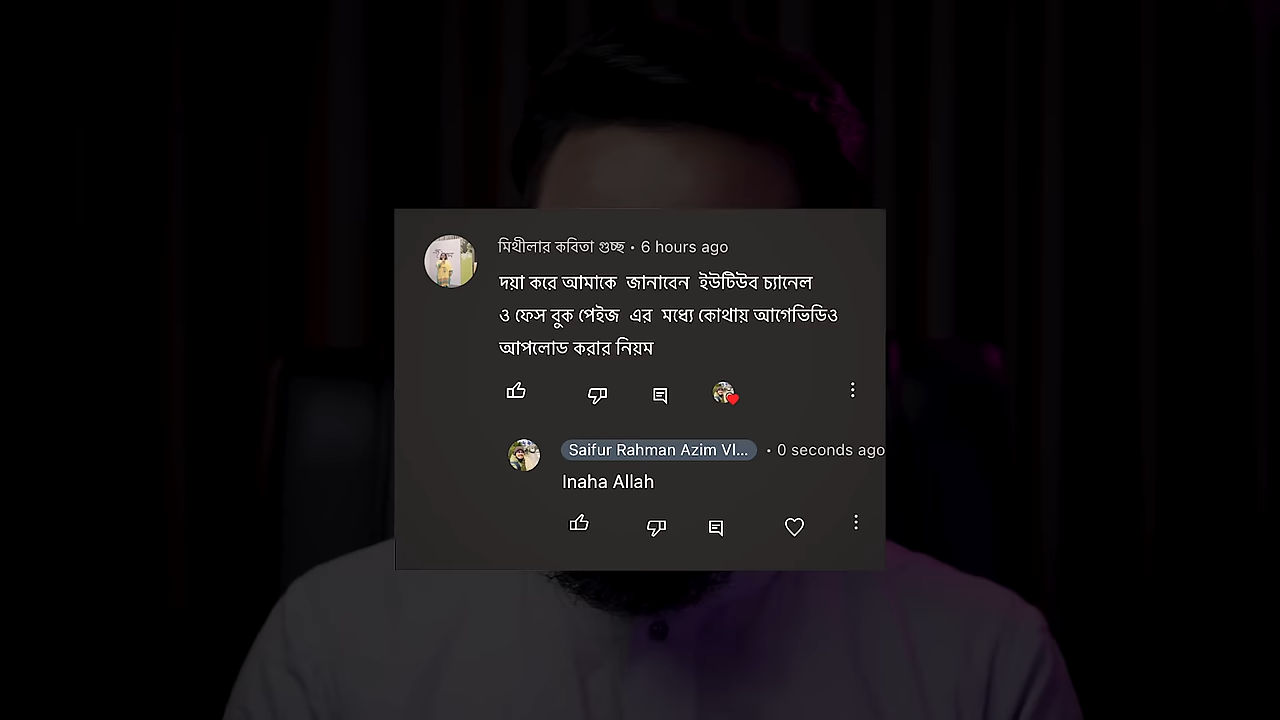 মিথীলার কবিতা গুচ্ছ • 6 hours ago
দয়া করে আমাকে জানাবেন ইউটিউব চ্যানেল
ও ফেস বুক পেইজ এর মধ্যে কোথায় আগেভিডিও
আপলোড করার নিয়ম
Saifur Rahman Azim Vl... • 0 seconds ago
Inaha Allah